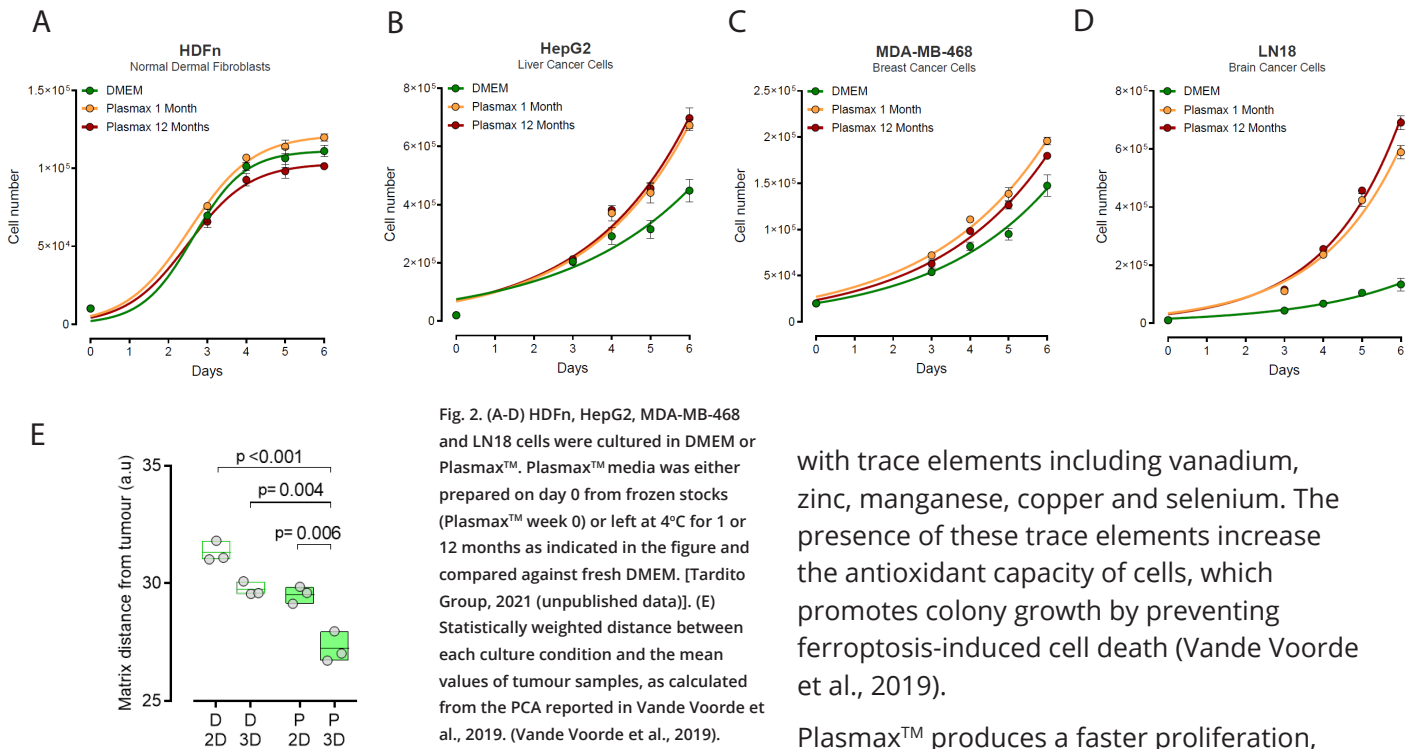 A
HDFn
Normal Dermal Fibroblasts
DMEM
Plasmax 1 Month
Plasmax 12 Months
1.5×10⁵
1×10⁵
5×10⁴
0
Cell number
0 1 2 3 4 5 6
Days
B
HepG2
Liver Cancer Cells
DMEM
Plasmax 1 Month
Plasmax 12 Months
8×10⁵
6×10⁵
4×10⁵
2×10⁵
0
Cell number
0 1 2 3 4 5 6
Days
C
MDA-MB-468
Breast Cancer Cells
DMEM
Plasmax 1 Month
Plasmax 12 Months
2.5×10⁵
2×10⁵
1.5×10⁵
1×10⁵
5×10⁴
0
Cell number
0 1 2 3 4 5 6
Days
D
LN18
Brain Cancer Cells
DMEM
Plasmax 1 Month
Plasmax 12 Months
8×10⁵
6×10⁵
4×10⁵
2×10⁵
0
Cell number
0 1 2 3 4 5 6
Days
E
p <0.001
p= 0.004
p= 0.006
35
30
25
Matrix distance from tumour (a.u)
D D P P
2D 3D 2D 3D
Fig. 2. (A-D) HDFn, HepG2, MDA-MB-468
and LN18 cells were cultured in DMEM or
Plasmax™. Plasmax™ media was either
prepared on day 0 from frozen stocks
(Plasmax™ week 0) or left at 4ºC for 1 or
12 months as indicated in the figure and
compared against fresh DMEM. [Tardito
Group, 2021 (unpublished data)]. (E)
Statistically weighted distance between
each culture condition and the mean
values of tumour samples, as calculated
from the PCA reported in Vande Voorde et
al., 2019. (Vande Voorde et al., 2019).
with trace elements including vanadium,
zinc, manganese, copper and selenium. The
presence of these trace elements increase
the antioxidant capacity of cells, which
promotes colony growth by preventing
ferroptosis-induced cell death (Vande Voorde
et al., 2019).
Plasmax™ produces a faster proliferation,